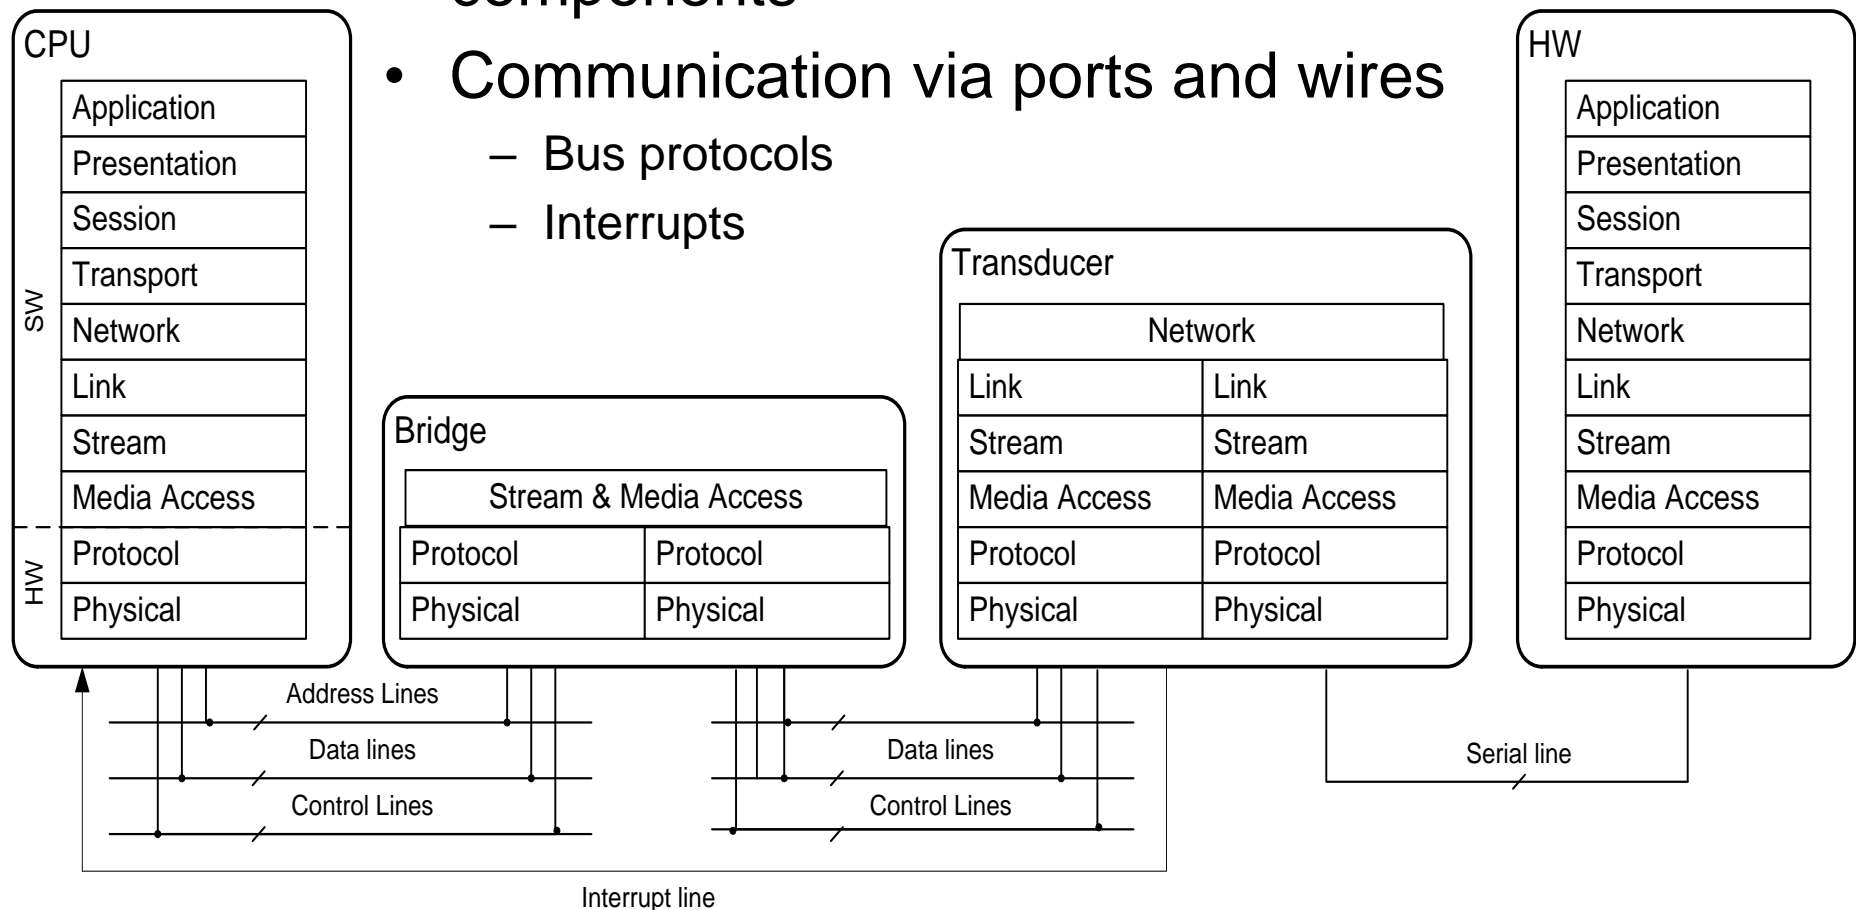 components
• Communication via ports and wires
– Bus protocols
– Interrupts
CPU
SW
Application
Presentation
Session
Transport
Network
Link
Stream
Media Access
HW
Protocol
Physical
Bridge
Stream & Media Access
Protocol Protocol
Physical Physical
Transducer
Network
Link Link
Stream Stream
Media Access Media Access
Protocol Protocol
Physical Physical
HW
Application
Presentation
Session
Transport
Network
Link
Stream
Media Access
Protocol
Physical
Address Lines
Data lines
Control Lines
Data lines
Control Lines
Serial line
Interrupt line